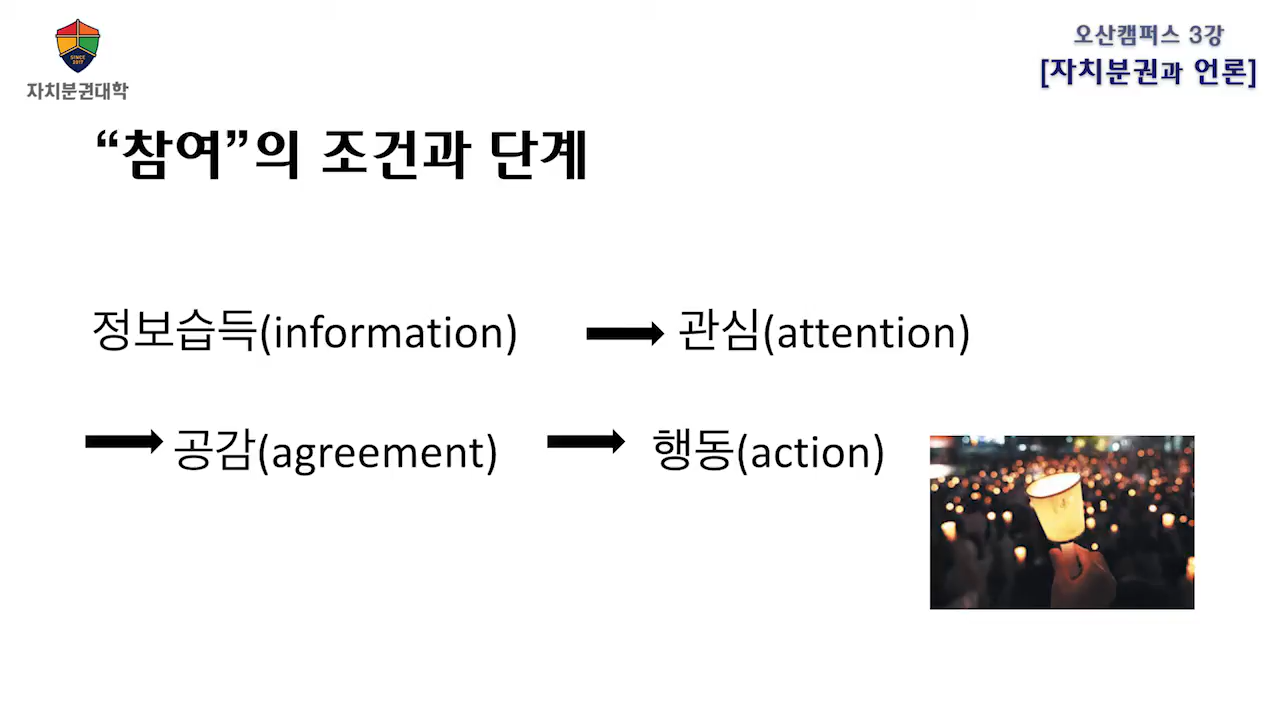 SINCE
2017
자치분권대학
오산캠퍼스 3강
[자치분권과 언론]
“참여”의 조건과 단계
정보습득(information) 관심(attention)
공감(agreement) 행동(action)